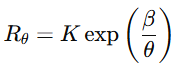 R_θ = K exp(β/θ)